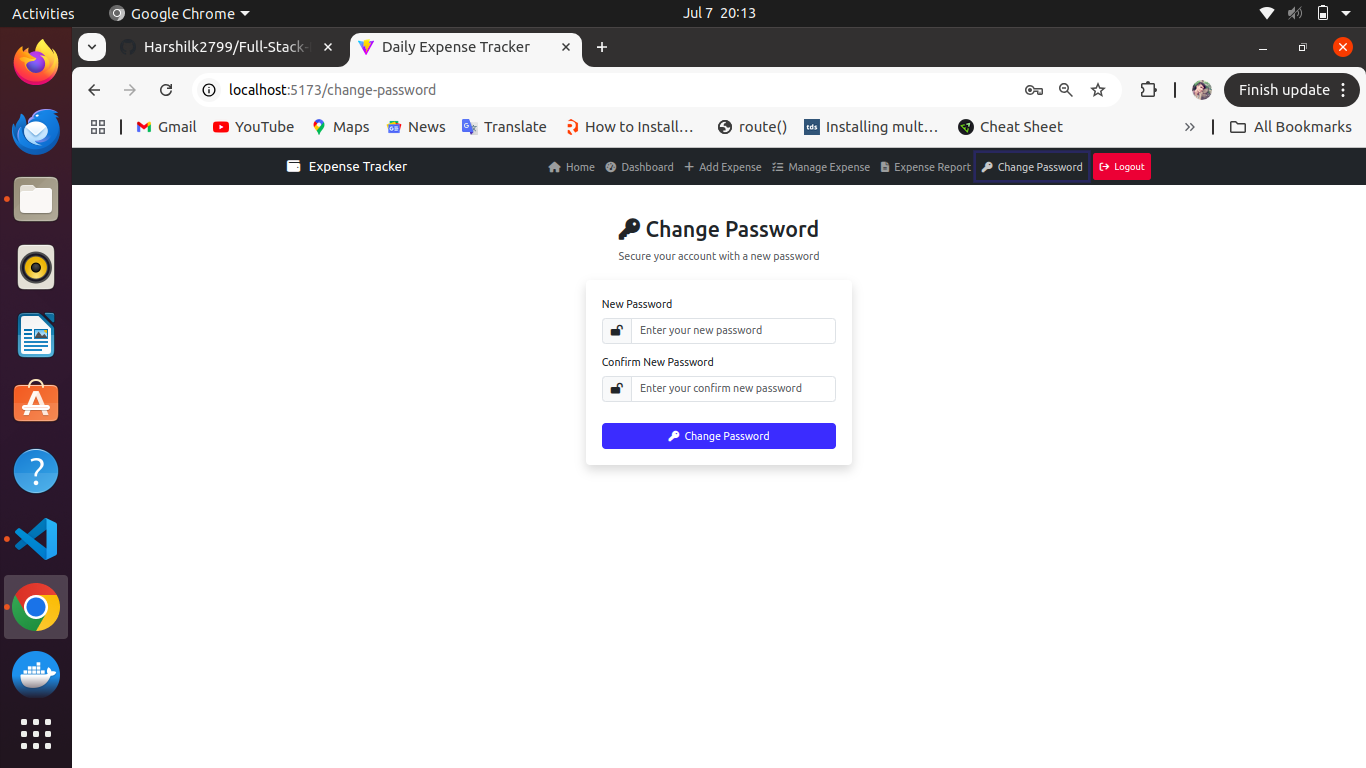 Activities Google Chrome Jul 7 20:13
Harshilk2799/Full-Stack- Daily Expense Tracker
localhost:5173/change-password Finish update
Gmail YouTube Maps News Translate How to Install… route() tds Installing mult… Cheat Sheet » All Bookmarks
Expense Tracker Home Dashboard Add Expense Manage Expense Expense Report Change Password Logout
Change Password
Secure your account with a new password
New Password
Enter your new password
Confirm New Password
Enter your confirm new password
Change Password